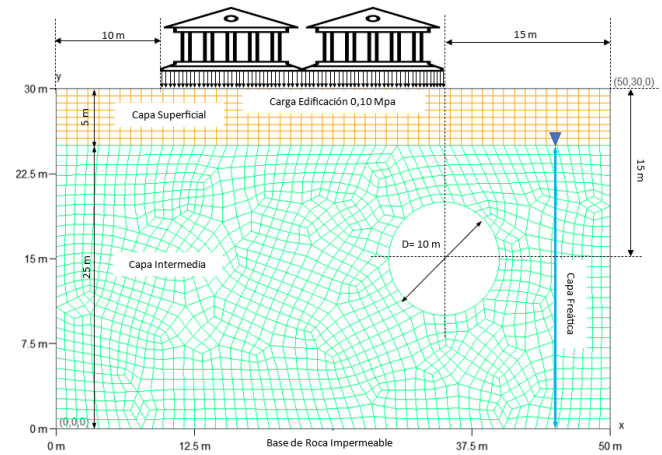 10 m
15 m
30 m
y
(50,30,0)
Carga Edificación 0,10 Mpa
5 m
Capa Superficial
22.5 m
15 m
D= 10 m
15 m
25 m
Capa Intermedia
Capa Freática
7.5 m
(0,0,0)
0 m
x
0 m
12.5 m
Base de Roca Impermeable
37.5 m
50 m